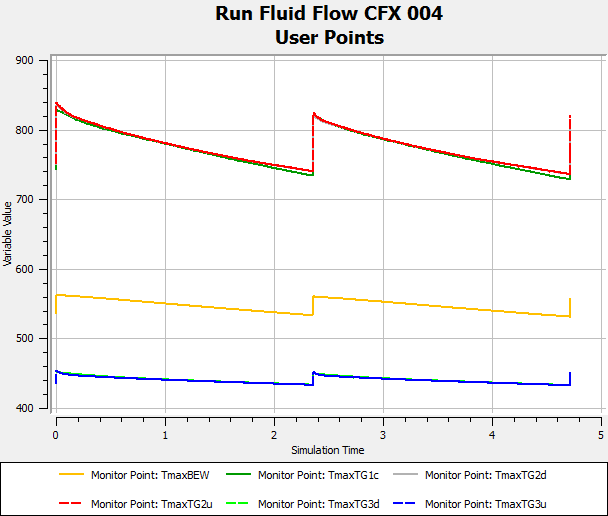 Run Fluid Flow CFX 004
User Points
900
800
700
600
500
400
Variable Value
0 1 2 3 4 5
Simulation Time
Monitor Point: TmaxBEW Monitor Point: TmaxTG1c Monitor Point: TmaxTG2d
Monitor Point: TmaxTG2u Monitor Point: TmaxTG3d Monitor Point: TmaxTG3u